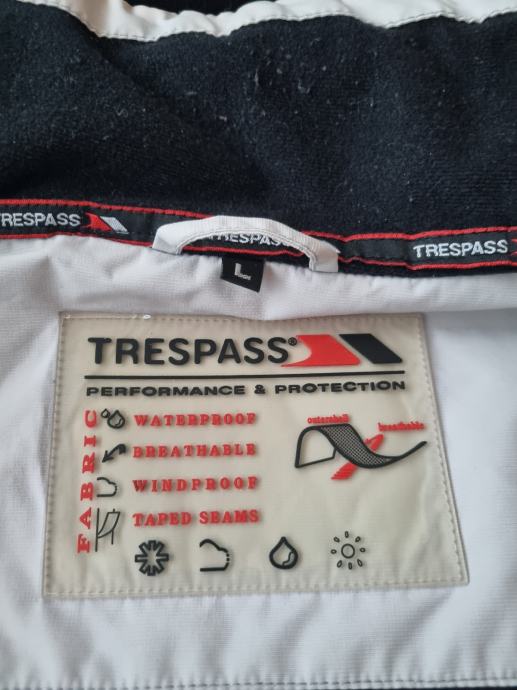 TRESPASS
TRESPASS
TRESPASS
L
TRESPASS®
PERFORMANCE & PROTECTION
FABRIC
WATERPROOF
BREATHABLE
WINDPROOF
TAPED SEAMS
outershell
breathable